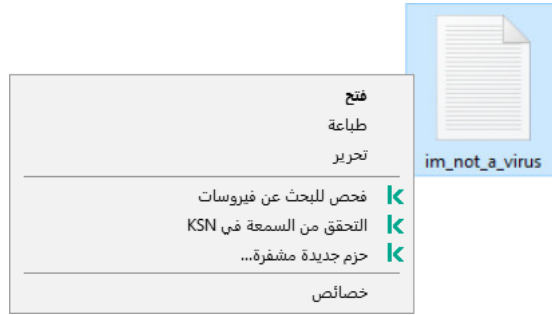 im_not_a_virus
فتح
طباعة
تحرير
فحص للبحث عن فيروسات
التحقق من السمعة في KSN
حزم جديدة مشفرة...
خصائص